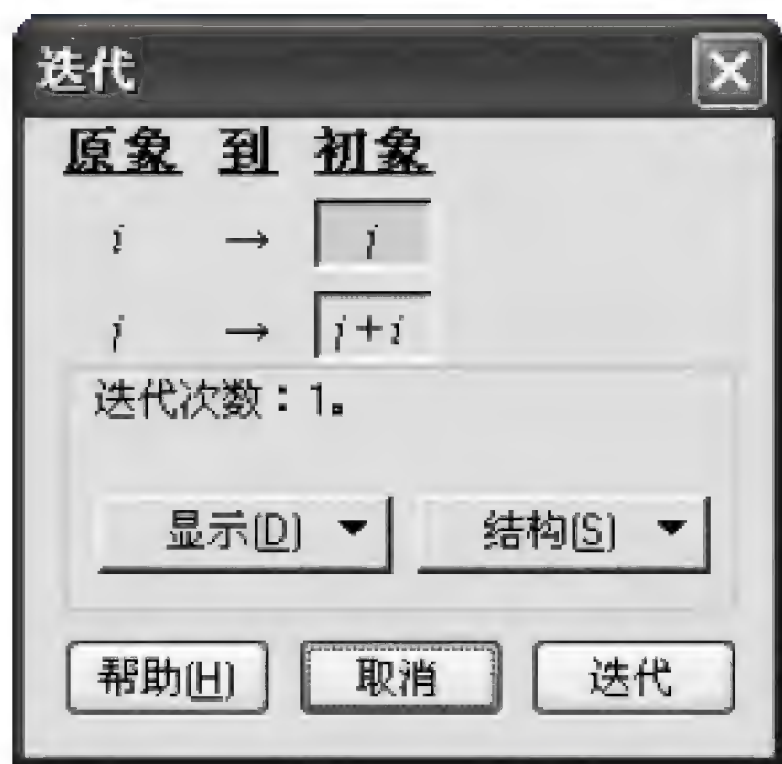 迭代
原象 到 初象
i → j
j → j+i
迭代次数：1。
显示(D) 结构(S)
帮助(H) 取消 迭代